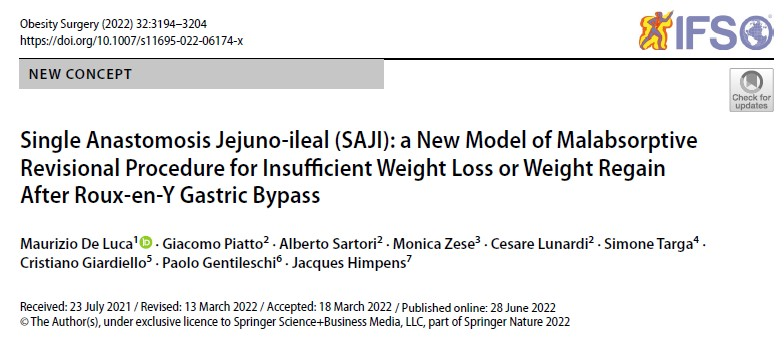 Obesity Surgery (2022) 32:3194–3204
https://doi.org/10.1007/s11695-022-06174-x
IFSO
NEW CONCEPT
Check for
updates
Single Anastomosis Jejuno-ileal (SAJI): a New Model of Malabsorptive
Revisional Procedure for Insufficient Weight Loss or Weight Regain
After Roux-en-Y Gastric Bypass
Maurizio De Luca1 iD · Giacomo Piatto2 · Alberto Sartori2 · Monica Zese3 · Cesare Lunardi2 · Simone Targa4 ·
Cristiano Giardiello5 · Paolo Gentileschi6 · Jacques Himpens7
Received: 23 July 2021 / Revised: 13 March 2022 / Accepted: 18 March 2022 / Published online: 28 June 2022
© The Author(s), under exclusive licence to Springer Science+Business Media, LLC, part of Springer Nature 2022